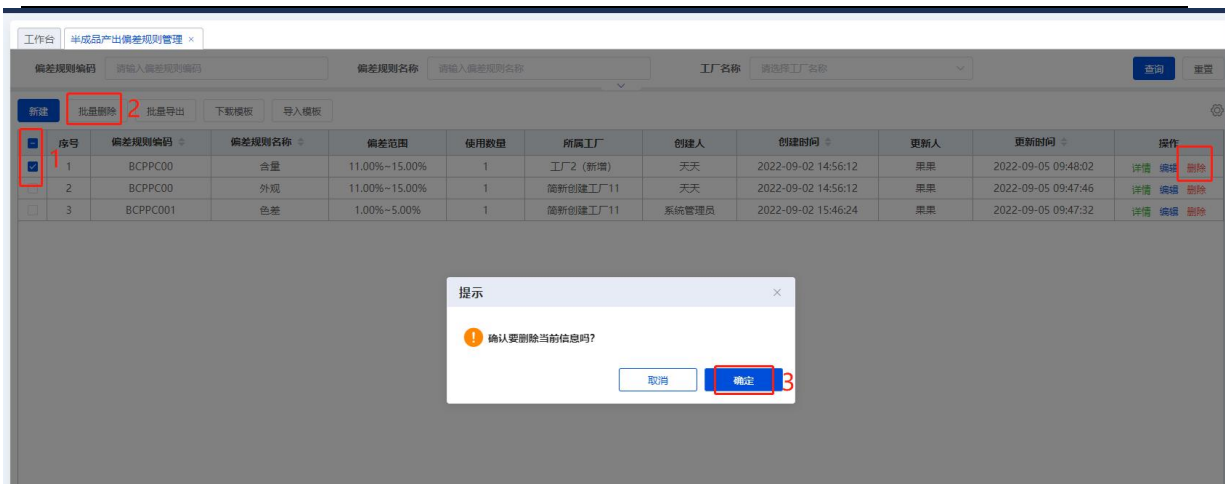 工作台 半成品产出偏差规则管理 ×
偏差规则编码 请输入偏差规则编码 偏差规则名称 请输入偏差规则名称 工厂名称 请选择工厂名称 查询 重置
新建 批量删除 2 批量导出 下载模板 导入模板
序号 偏差规则编码 偏差规则名称 偏差范围 使用数量 所属工厂 创建人 创建时间 更新人 更新时间 操作
1 1 BCPPC00 含量 11.00%~15.00% 1 工厂2（新增） 天天 2022-09-02 14:56:12 果果 2022-09-05 09:48:02 详情 编辑 删除
2 BCPPC00 外观 11.00%~15.00% 1 简新创建工厂11 天天 2022-09-02 14:56:12 果果 2022-09-05 09:47:46 详情 编辑 删除
3 BCPPC001 色差 1.00%~5.00% 1 简新创建工厂11 系统管理员 2022-09-02 15:46:24 果果 2022-09-05 09:47:32 详情 编辑 删除
提示 ×
确认要删除当前信息吗?
取消 确定 3